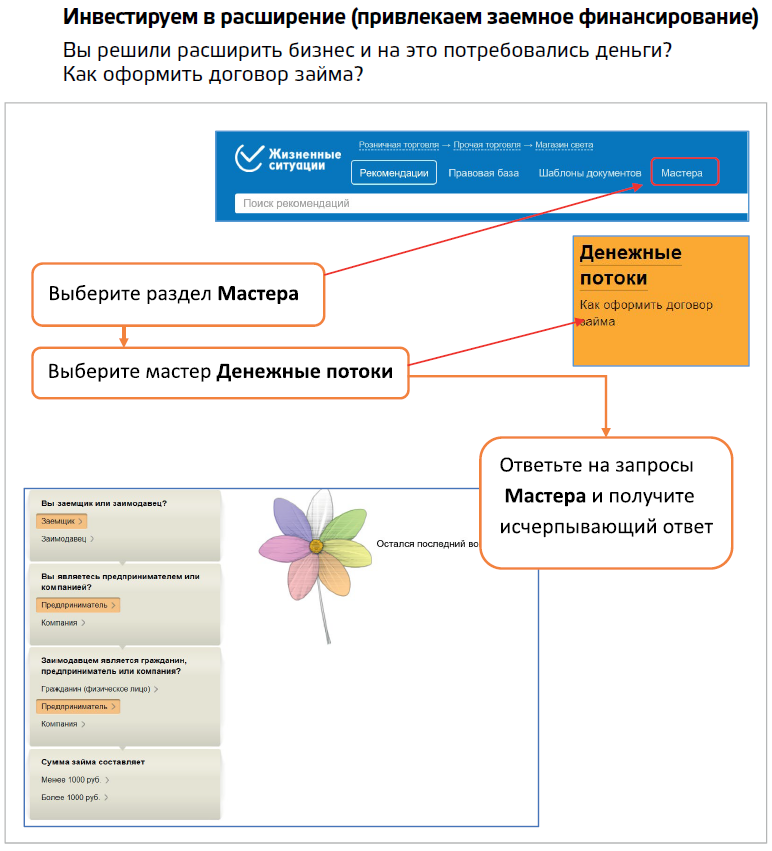 Инвестируем в расширение (привлекаем заемное финансирование)
Вы решили расширить бизнес и на это потребовались деньги?
Как оформить договор займа?
Жизненные
ситуации
Розничная торговля → Прочая торговля → Магазин света
Рекомендации Правовая база Шаблоны документов Мастера
Поиск рекомендаций
Денежные
потоки
Как оформить договор
займа
Выберите раздел Мастера
Выберите мастер Денежные потоки
Ответьте на запросы
Мастера и получите
исчерпывающий ответ
Вы заемщик или заимодавец?
Заемщик
Заимодавец
Остался последний во
Вы являетесь предпринимателем или
компанией?
Предприниматель
Компания
Заимодавцем является гражданин,
предприниматель или компания?
Гражданин (физическое лицо)
Предприниматель
Компания
Сумма займа составляет
Менее 1000 руб.
Более 1000 руб.